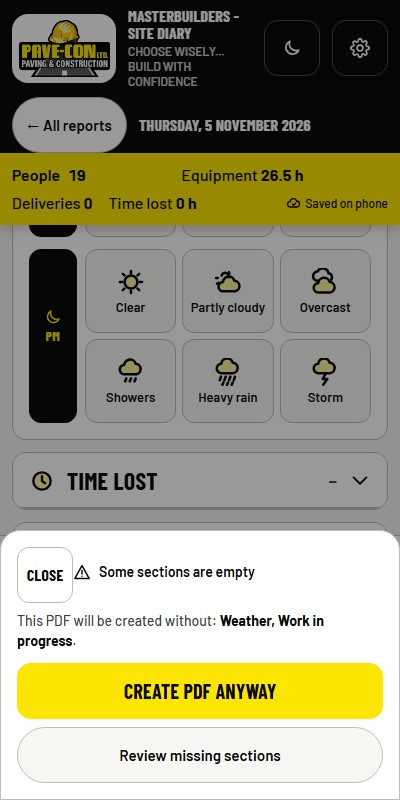 PAVE-CON LTD.
PAVING & CONSTRUCTION
MASTERBUILDERS -
SITE DIARY
CHOOSE WISELY...
BUILD WITH
CONFIDENCE
← All reports
THURSDAY, 5 NOVEMBER 2026
People 19
Equipment 26.5 h
Deliveries 0
Time lost 0 h
Saved on phone
PM
Clear
Partly cloudy
Overcast
Showers
Heavy rain
Storm
TIME LOST
–
CLOSE
Some sections are empty
This PDF will be created without: Weather, Work in
progress.
CREATE PDF ANYWAY
Review missing sections